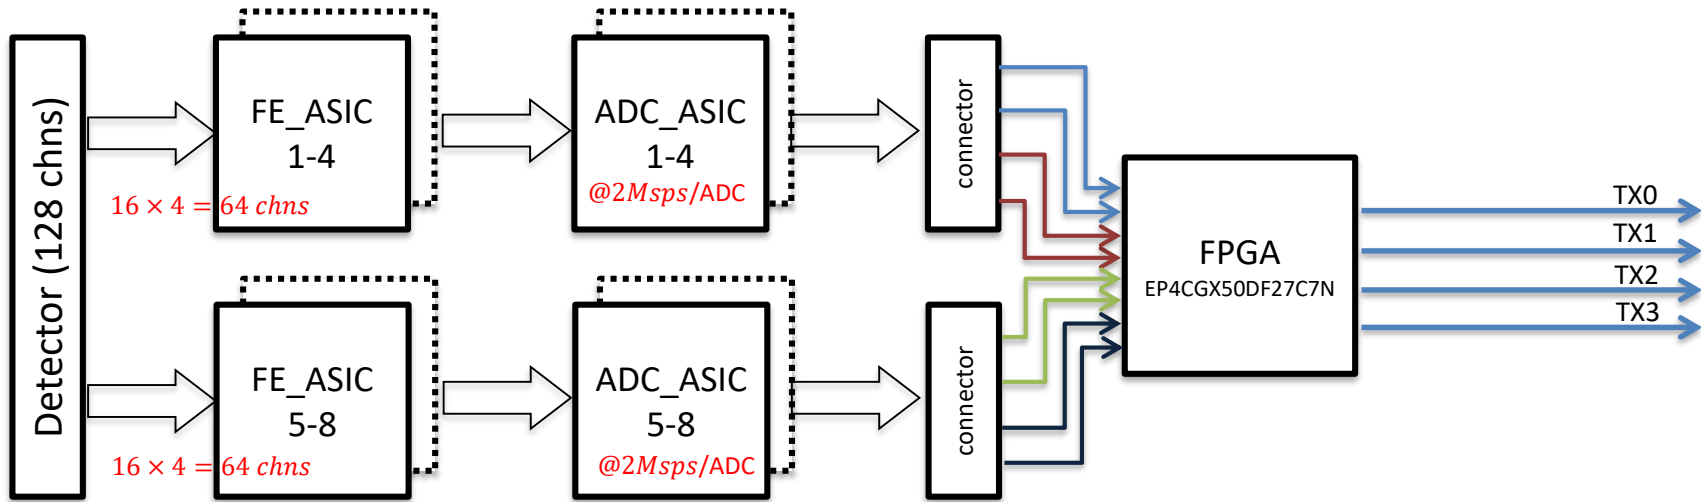 Detector (128 chns)
FE_ASIC
1-4
16 × 4 = 64 chns
ADC_ASIC
1-4
@2Msps/ADC
connector
FE_ASIC
5-8
16 × 4 = 64 chns
ADC_ASIC
5-8
@2Msps/ADC
connector
FPGA
EP4CGX50DF27C7N
TX0
TX1
TX2
TX3